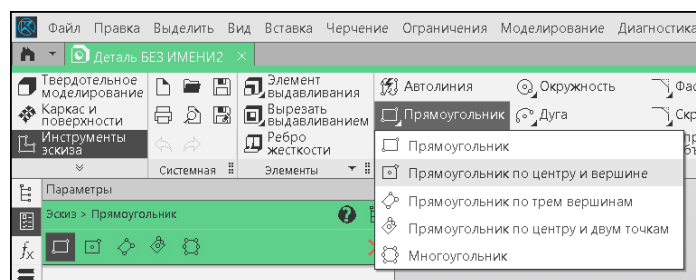 Файл Правка Выделить Вид Вставка Черчение Ограничения Моделирование Диагностика
Деталь БЕЗ ИМЕНИ2
Твердотельное моделирование
Каркас и поверхности
Инструменты эскиза
Системная
Элемент выдавливания
Вырезать выдавливанием
Ребро жесткости
Элементы
Автолиния
Окружность
Прямоугольник
Дуга
Прямоугольник
Прямоугольник по центру и вершине
Прямоугольник по трем вершинам
Прямоугольник по центру и двум точкам
Многоугольник
Параметры
Эскиз > Прямоугольник